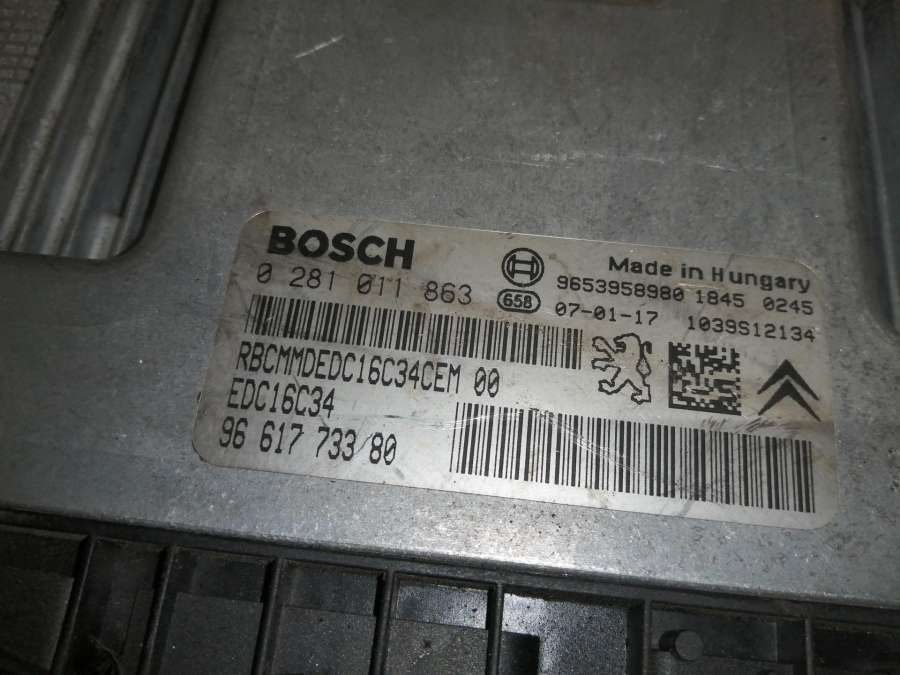 BOSCH
0 281 011 863
658
Made in Hungary
9653958980 1845 0245
07-01-17 1039S12134
RBCMMDEDC16C34CEM 00
EDC16C34
96 617 733/80